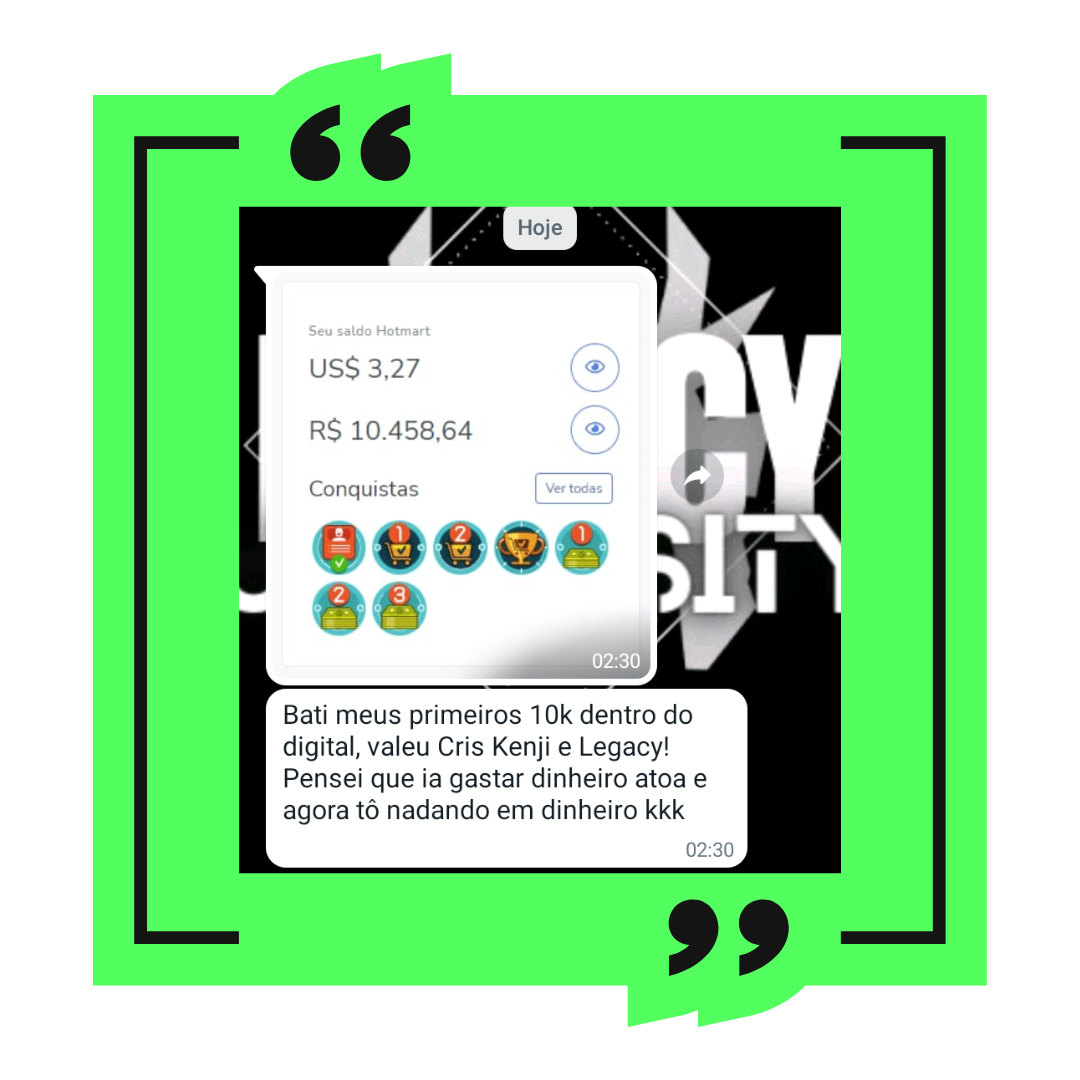 “
Hoje
Seu saldo Hotmart
US$ 3,27
R$ 10.458,64
Conquistas
Ver todas
1
2
1
2
3
02:30
Bati meus primeiros 10k dentro do
digital, valeu Cris Kenji e Legacy!
Pensei que ia gastar dinheiro atoa e
agora tô nadando em dinheiro kkk
02:30
”